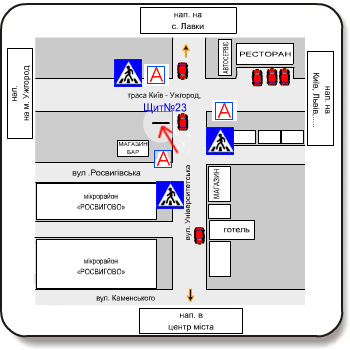 нап. на
с. Лавки
нап.
на м. Ужгород
АВТОСЕРВІС
РЕСТОРАН
нап. на
Київ, Львів,.....
А
траса Київ - Ужгород,
Щит№23
А
МАГАЗИН
БАР
А
вул .Росвигівська
мікрорайон
«РОСВИГОВО»
вул. Університетська
МАГАЗИН
готель
мікрорайон
«РОСВИГОВО»
вул. Каменського
нап. в
центр міста